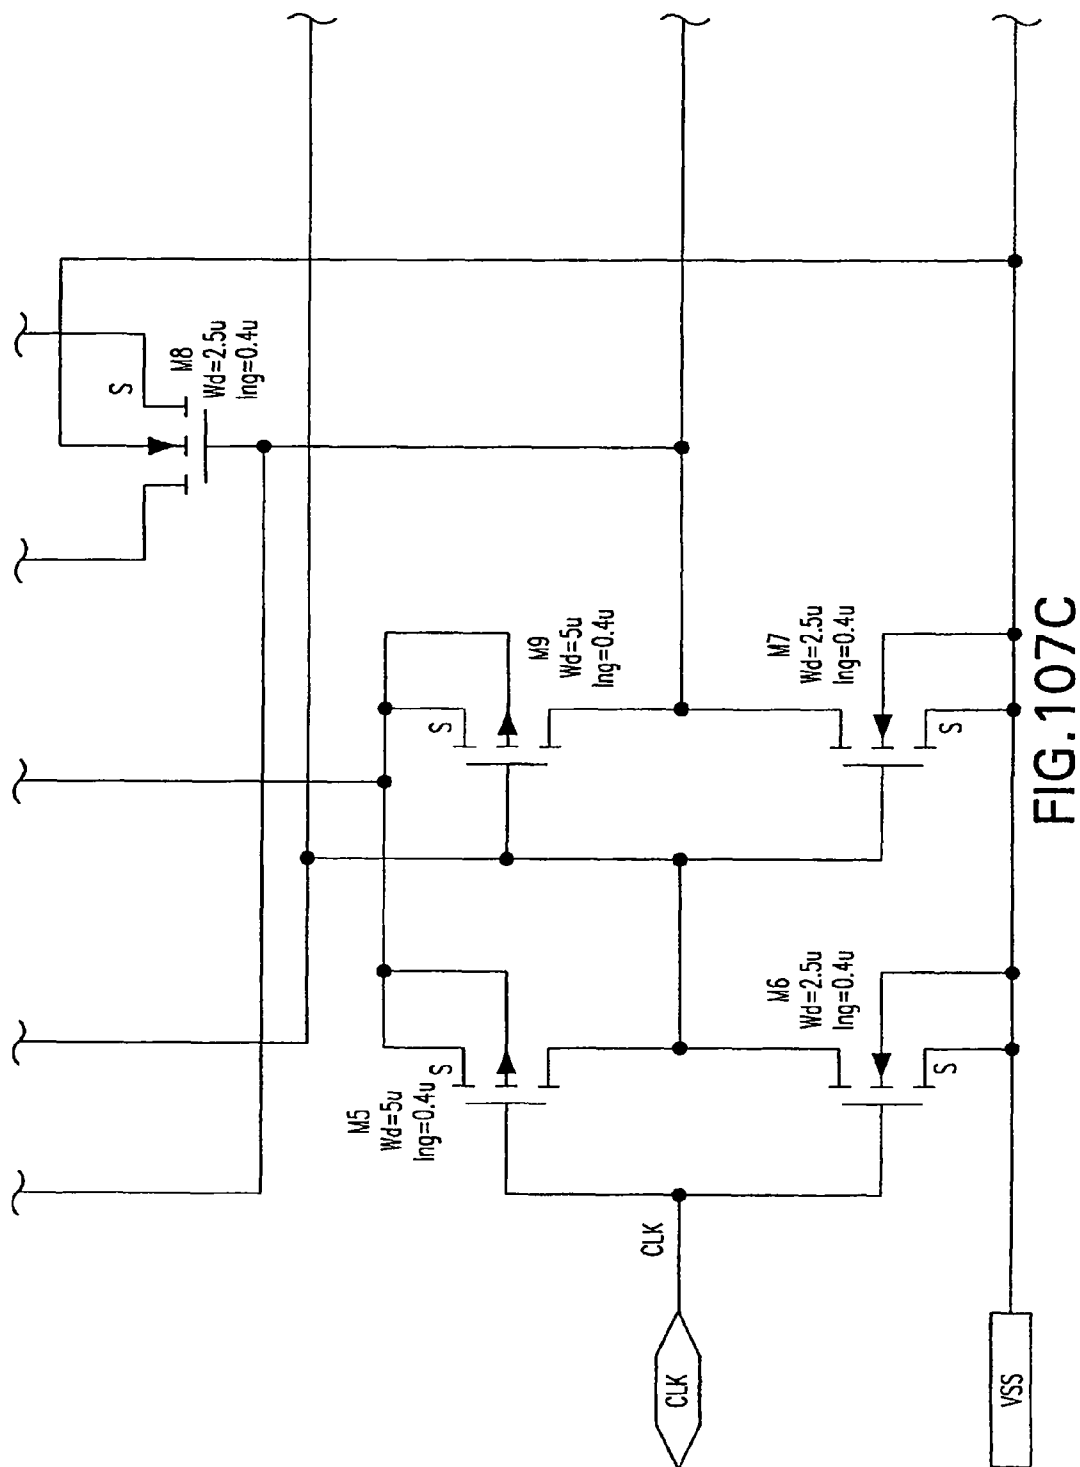 M8
Wd=2.5u
lng=0.4u
S
M9
Wd=5u
lng=0.4u
S
M7
Wd=2.5u
lng=0.4u
S
M5
Wd=5u
lng=0.4u
S
M6
Wd=2.5u
lng=0.4u
S
CLK
CLK
VSS
FIG.107C